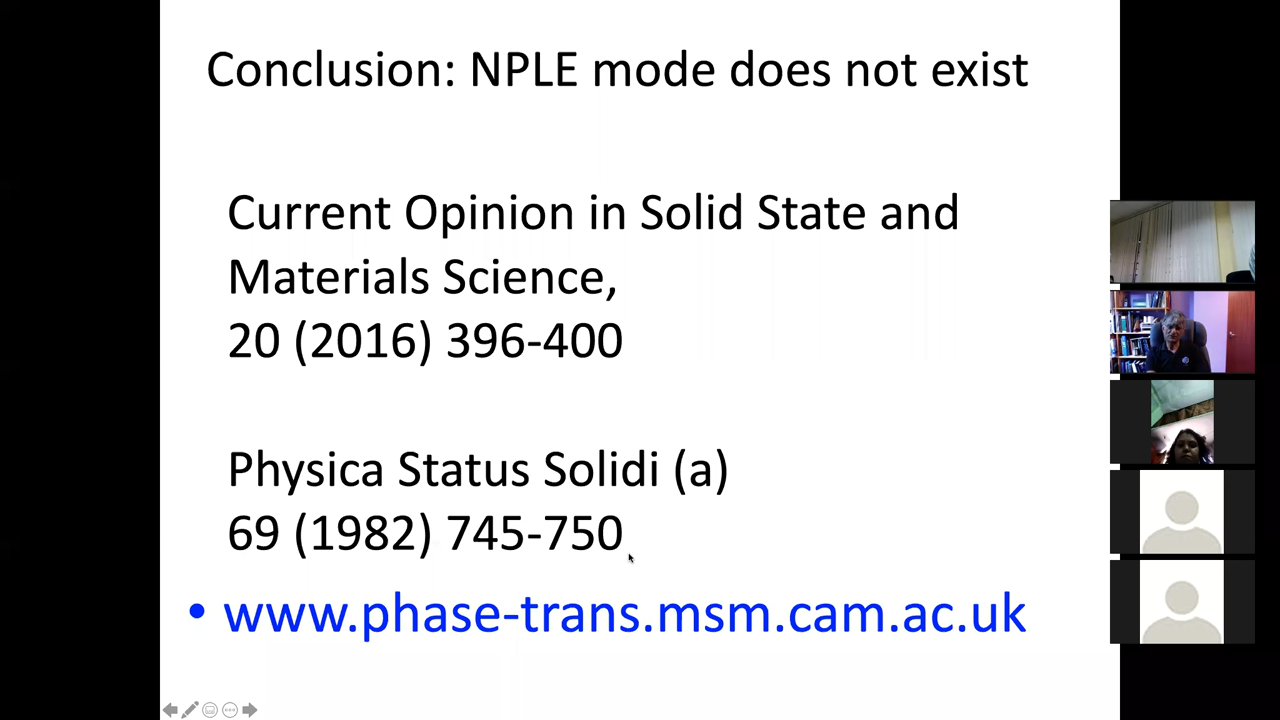 Conclusion: NPLE mode does not exist
Current Opinion in Solid State and
Materials Science,
20 (2016) 396-400
Physica Status Solidi (a)
69 (1982) 745-750
• www.phase-trans.msm.cam.ac.uk